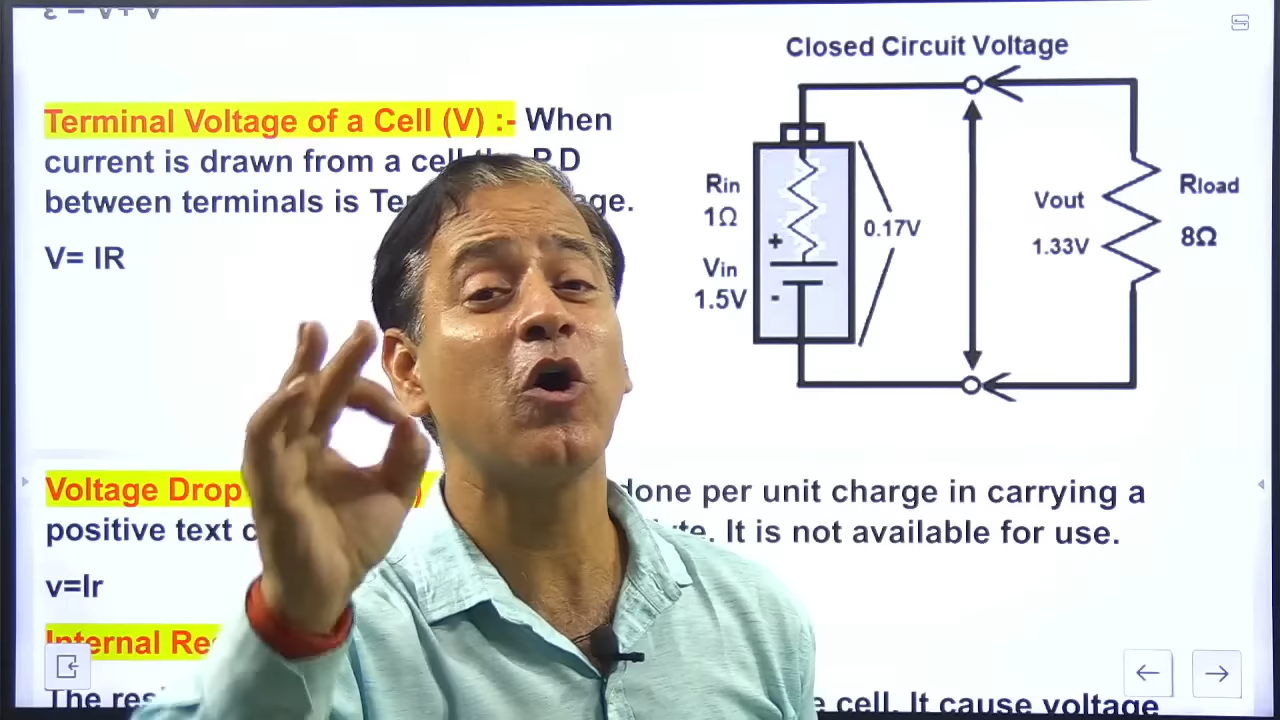 ε = V+ v
Closed Circuit Voltage
Terminal Voltage of a Cell (V) :- When
current is drawn from a cell P.D
between terminals is
V= IR
Rin
1Ω
+
Vin
1.5V
-
0.17V
Vout
1.33V
Rload
8Ω
Voltage Drop done per unit charge in carrying a
positive text It is not available for use.
v=Ir
Internal
The cell. It cause voltage